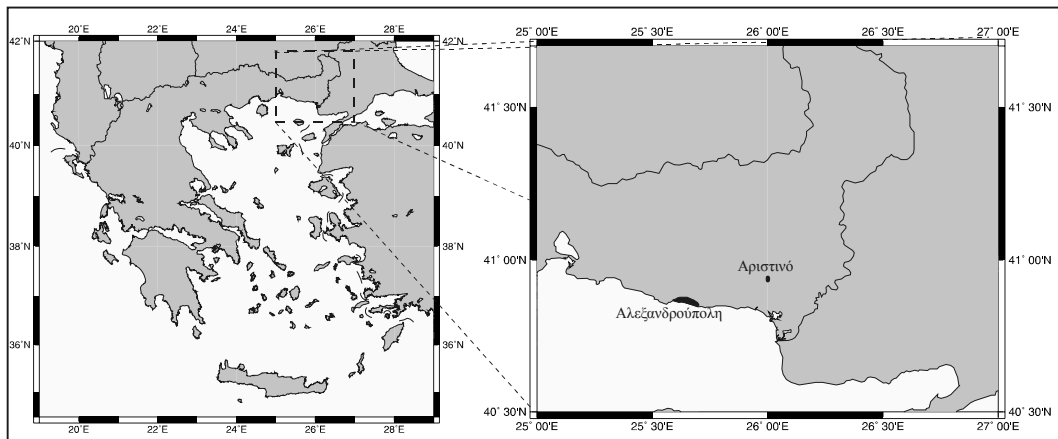 20˚E 22˚E 24˚E 26˚E 28˚E
42˚N 42˚N
40˚N 40˚N
38˚N 38˚N
36˚N 36˚N
20˚E 22˚E 24˚E 26˚E 28˚E
25˚ 00'E 25˚ 30'E 26˚ 00'E 26˚ 30'E 27˚ 00'E
41˚ 30'N 41˚ 30'N
41˚ 00'N 41˚ 00'N
Αριστινό
Αλεξανδρούπολη
40˚ 30'N 40˚ 30'N
25˚ 00'E 25˚ 30'E 26˚ 00'E 26˚ 30'E 27˚ 00'E